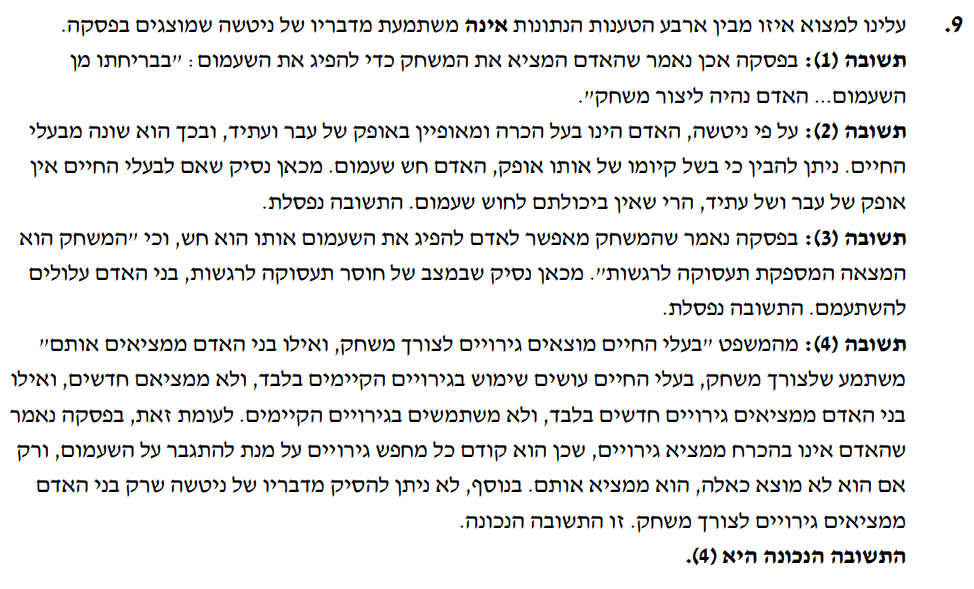 9. עלינו למצוא איזו מבין ארבע הטענות הנתונות אינה משתמעת מדבריו של ניטשה שמוצגים בפסקה.
תשובה (1): בפסקה אכן נאמר שהאדם המציא את המשחק כדי להפיג את השעמום: "בבריחתו מן
השעמום... האדם נהיה ליצור משחק".
תשובה (2): על פי ניטשה, האדם הינו בעל הכרה ומאופיין באופק של עבר ועתיד, ובכך הוא שונה מבעלי
החיים. ניתן להבין כי בשל קיומו של אותו אופק, האדם חש שעמום. מכאן נסיק שאם לבעלי החיים אין
אופק של עבר ושל עתיד, הרי שאין ביכולתם לחוש שעמום. התשובה נפסלת.
תשובה (3): בפסקה נאמר שהמשחק מאפשר לאדם להפיג את השעמום אותו הוא חש, וכי "המשחק הוא
המצאה המספקת תעסוקה לרגשות". מכאן נסיק שבמצב של חוסר תעסוקה לרגשות, בני האדם עלולים
להשתעמם. התשובה נפסלת.
תשובה (4): מהמשפט "בעלי החיים מוצאים גירויים לצורך משחק, ואילו בני האדם ממציאים אותם"
משתמע שלצורך משחק, בעלי החיים עושים שימוש בגירויים הקיימים בלבד, ולא ממציאם חדשים, ואילו
בני האדם ממציאים גירויים חדשים בלבד, ולא משתמשים בגירויים הקיימים. לעומת זאת, בפסקה נאמר
שהאדם אינו בהכרח ממציא גירויים, שכן הוא קודם כל מחפש גירויים על מנת להתגבר על השעמום, ורק
אם הוא לא מוצא כאלה, הוא ממציא אותם. בנוסף, לא ניתן להסיק מדבריו של ניטשה שרק בני האדם
ממציאים גירויים לצורך משחק. זו התשובה הנכונה.
התשובה הנכונה היא (4).